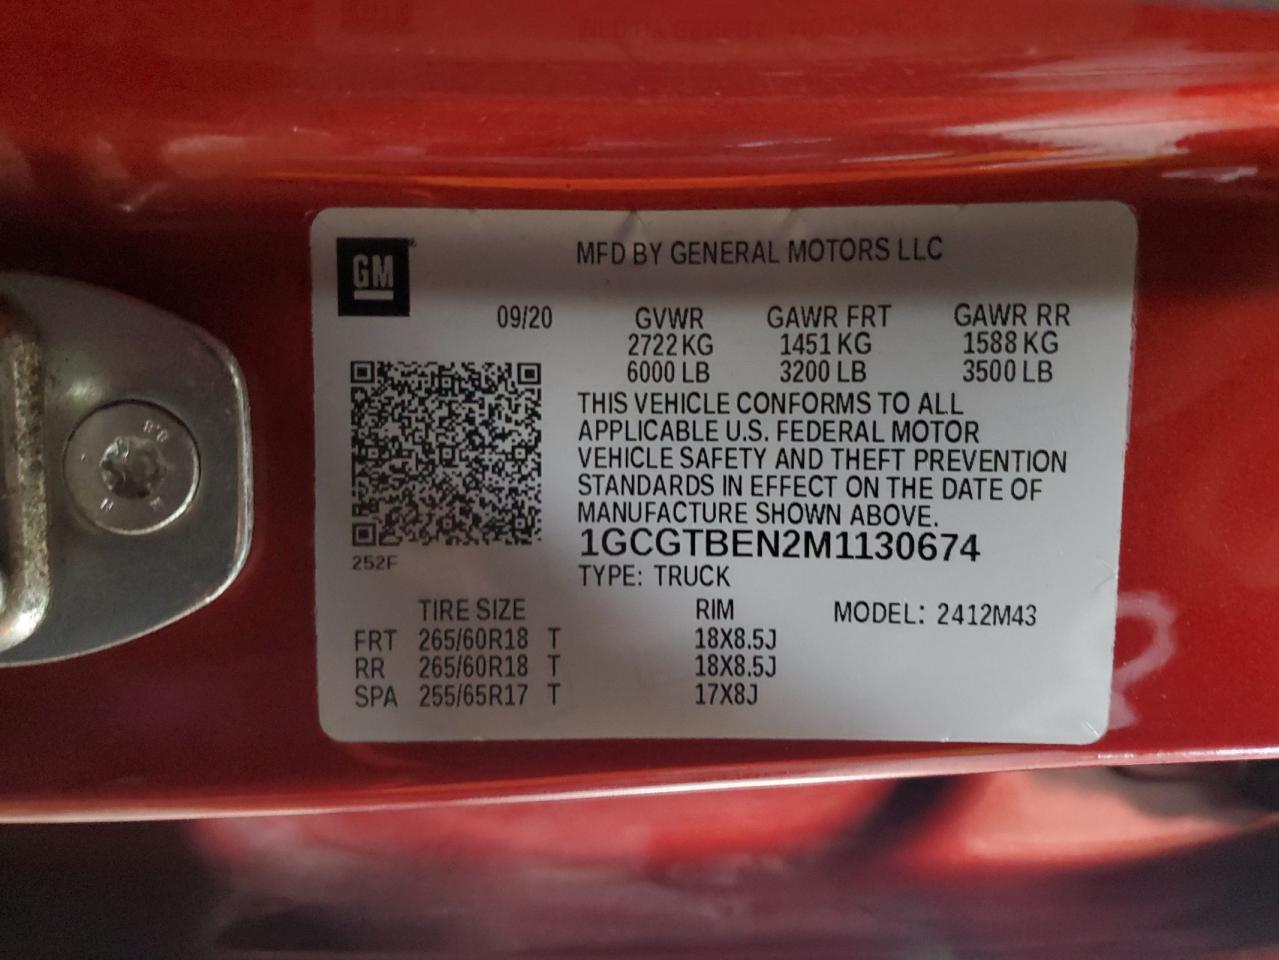 GM
MFD BY GENERAL MOTORS LLC
09/20 GVWR GAWR FRT GAWR RR
2722 KG 1451 KG 1588 KG
6000 LB 3200 LB 3500 LB
THIS VEHICLE CONFORMS TO ALL
APPLICABLE U.S. FEDERAL MOTOR
VEHICLE SAFETY AND THEFT PREVENTION
STANDARDS IN EFFECT ON THE DATE OF
MANUFACTURE SHOWN ABOVE.
1GCGTBEN2M1130674
252F
TYPE: TRUCK
TIRE SIZE RIM MODEL: 2412M43
FRT 265/60R18 T 18X8.5J
RR 265/60R18 T 18X8.5J
SPA 255/65R17 T 17X8J